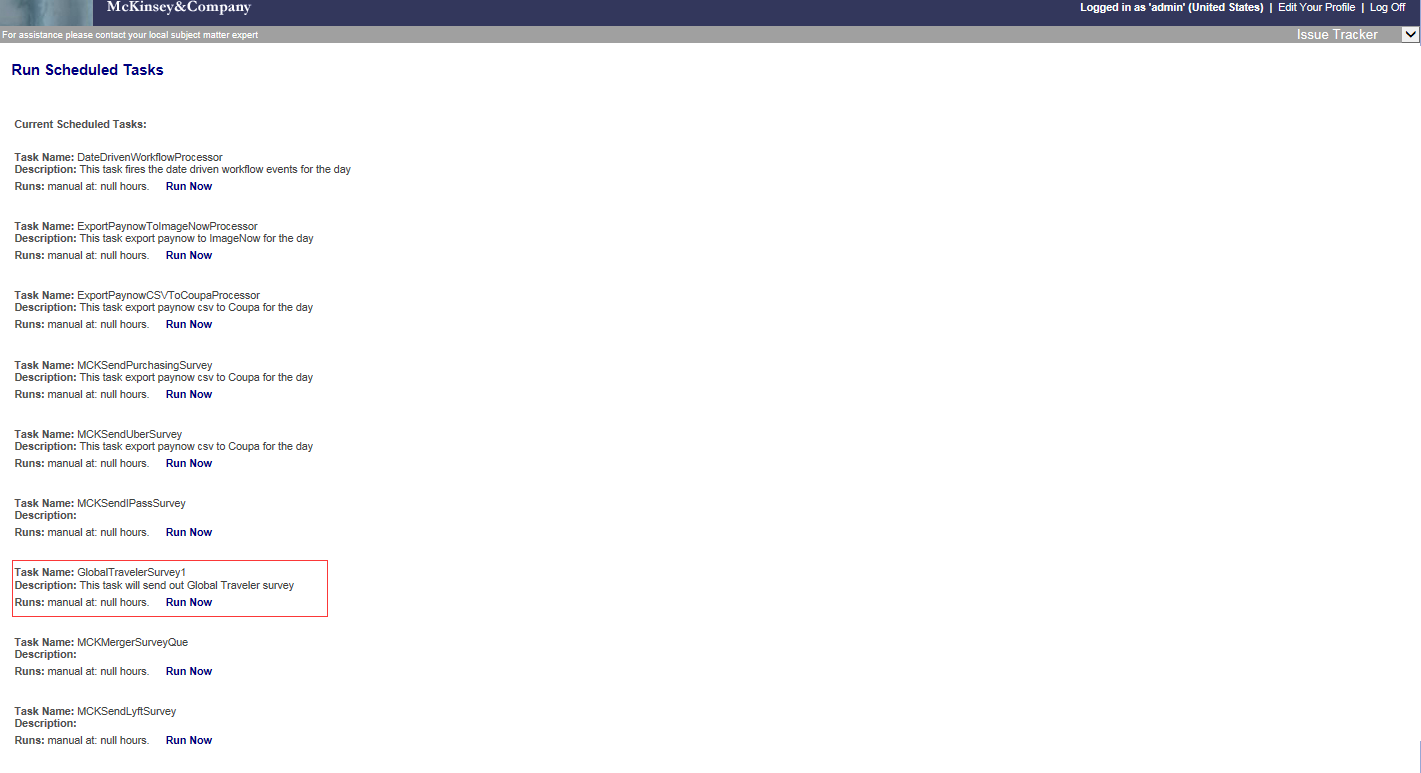 McKinsey&Company
Logged in as 'admin' (United States) | Edit Your Profile | Log Off
For assistance please contact your local subject matter expert
Issue Tracker
Run Scheduled Tasks
Current Scheduled Tasks:
Task Name: DateDrivenWorkflowProcessor
Description: This task fires the date driven workflow events for the day
Runs: manual at: null hours. Run Now
Task Name: ExportPaynowToImageNowProcessor
Description: This task export paynow to ImageNow for the day
Runs: manual at: null hours. Run Now
Task Name: ExportPaynowCSVToCoupaProcessor
Description: This task export paynow csv to Coupa for the day
Runs: manual at: null hours. Run Now
Task Name: MCKSendPurchasingSurvey
Description: This task export paynow csv to Coupa for the day
Runs: manual at: null hours. Run Now
Task Name: MCKSendUberSurvey
Description: This task export paynow csv to Coupa for the day
Runs: manual at: null hours. Run Now
Task Name: MCKSendIPassSurvey
Description:
Runs: manual at: null hours. Run Now
Task Name: GlobalTravelerSurvey1
Description: This task will send out Global Traveler survey
Runs: manual at: null hours. Run Now
Task Name: MCKMergerSurveyQue
Description:
Runs: manual at: null hours. Run Now
Task Name: MCKSendLyftSurvey
Description:
Runs: manual at: null hours. Run Now